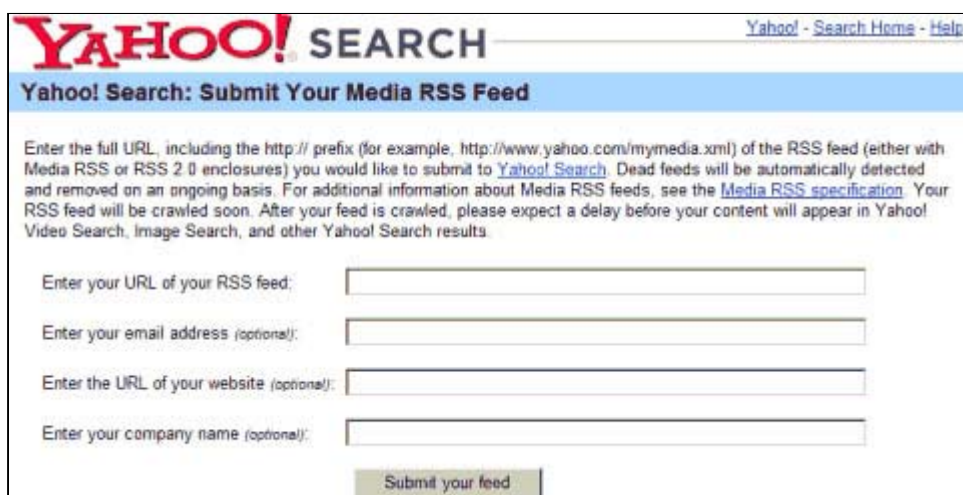 YAHOO! SEARCH
Yahoo! - Search Home - Help
Yahoo! Search: Submit Your Media RSS Feed
Enter the full URL, including the http:// prefix (for example, http://www.yahoo.com/mymedia.xml) of the RSS feed (either with
Media RSS or RSS 2.0 enclosures) you would like to submit to Yahoo! Search. Dead feeds will be automatically detected
and removed on an ongoing basis. For additional information about Media RSS feeds, see the Media RSS specification. Your
RSS feed will be crawled soon. After your feed is crawled, please expect a delay before your content will appear in Yahoo!
Video Search, Image Search, and other Yahoo! Search results.
Enter your URL of your RSS feed:
Enter your email address (optional):
Enter the URL of your website (optional):
Enter your company name (optional):
Submit your feed